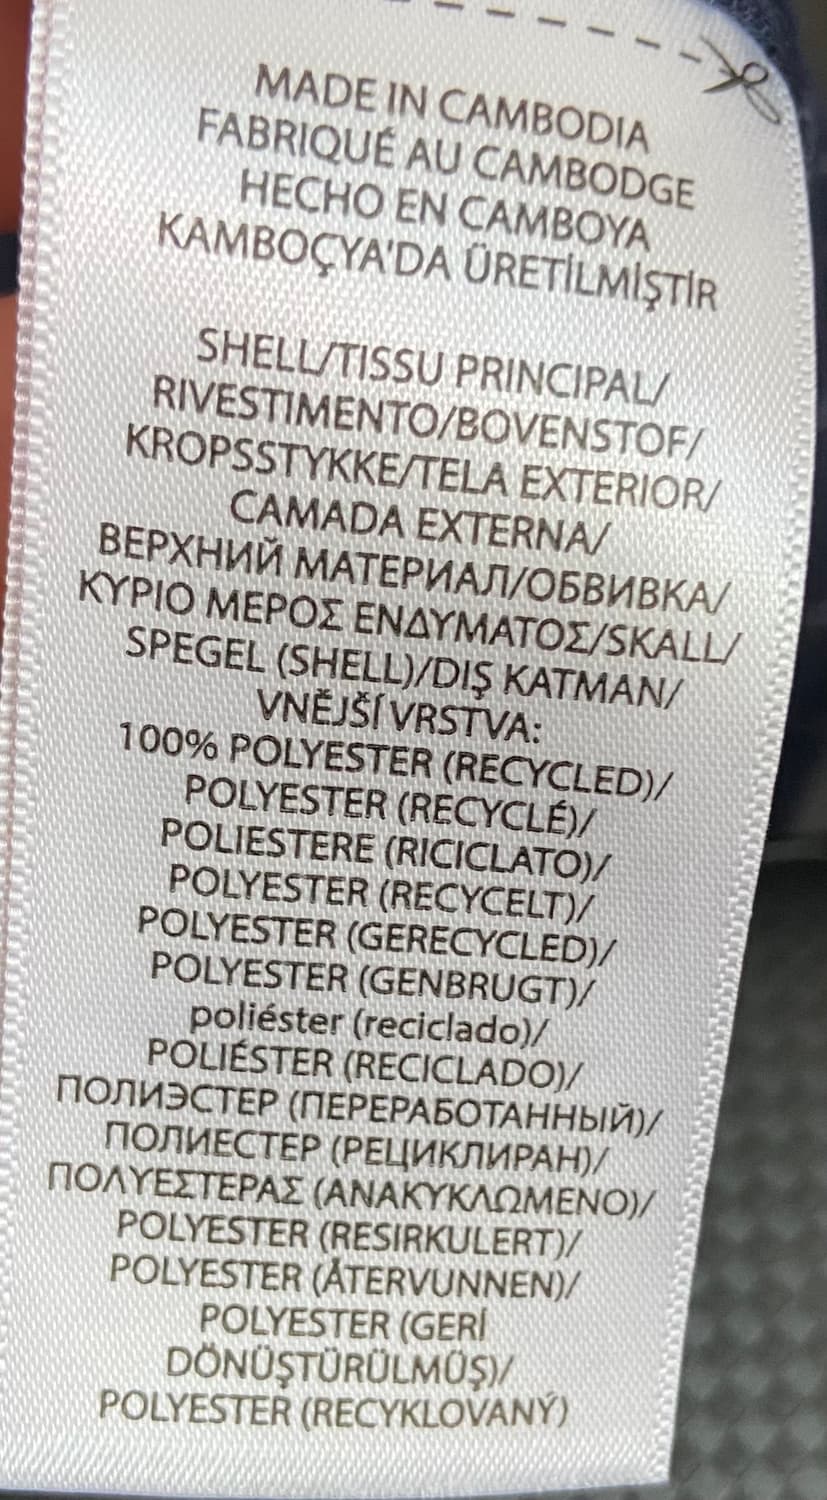 MADE IN CAMBODIA
FABRIQUÉ AU CAMBODGE
HECHO EN CAMBOYA
KAMBOÇYA'DA ÜRETİLMİŞTİR
SHELL/TISSU PRINCIPAL/
RIVESTIMENTO/BOVENSTOF/
KROPSSTYKKE/TELA EXTERIOR/
CAMADA EXTERNA/
ВЕРХНИЙ МАТЕРИАЛ/ОБВИВКА/
ΚΥΡΙΟ ΜΕΡΟΣ ΕΝΔΥΜΑΤΟΣ/SKALL/
SPEGEL (SHELL)/DIŞ KATMAN/
VNĚJŠÍ VRSTVA:
100% POLYESTER (RECYCLED)/
POLYESTER (RECYCLÉ)/
POLIESTERE (RICICLATO)/
POLYESTER (RECYCELT)/
POLYESTER (GERECYCLED)/
POLYESTER (GENBRUGT)/
poliéster (reciclado)/
POLIÉSTER (RECICLADO)/
ПОЛИЭСТЕР (ПЕРЕРАБОТАННЫЙ)/
ПОЛИЕСТЕР (РЕЦИКЛИРАН)/
ΠΟΛΥΕΣΤΕΡΑΣ (ΑΝΑΚΥΚΛΩΜΕΝΟ)/
POLYESTER (RESIRKULERT)/
POLYESTER (ÅTERVUNNEN)/
POLYESTER (GERİ
DÖNÜŞTÜRÜLMÜŞ)/
POLYESTER (RECYKLOVANÝ)